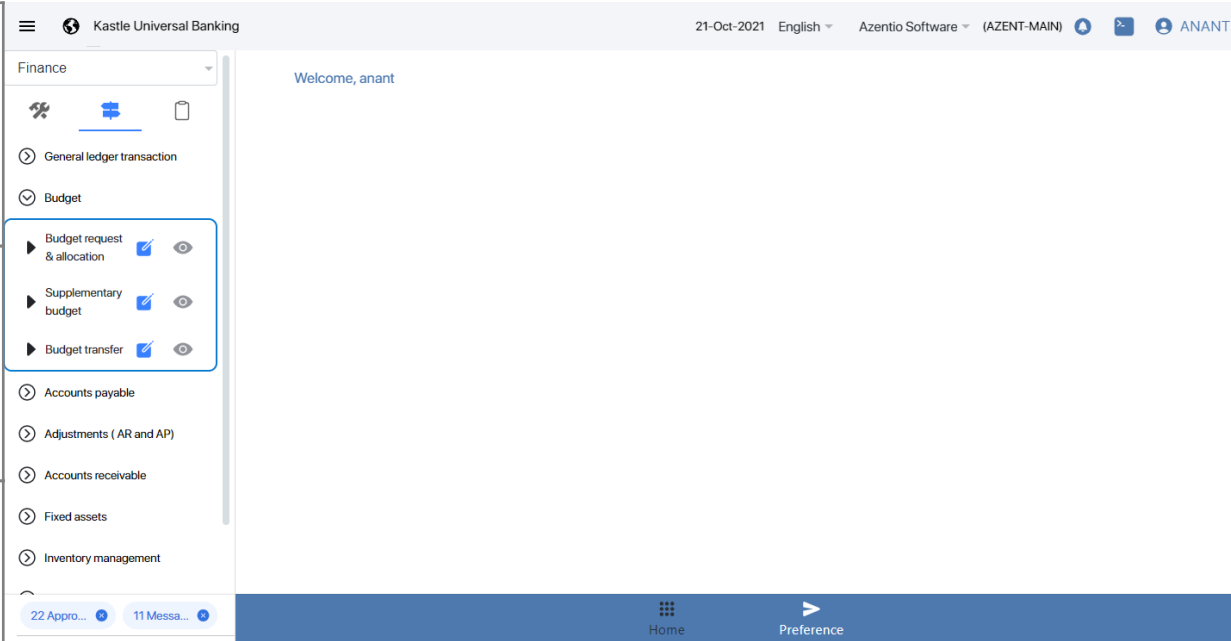 Kastle Universal Banking
21-Oct-2021 English Azentio Software (AZENT-MAIN) ANANT
Finance
Welcome, anant
General ledger transaction
Budget
Budget request
& allocation
Supplementary
budget
Budget transfer
Accounts payable
Adjustments ( AR and AP)
Accounts receivable
Fixed assets
Inventory management
22 Appro... 11 Messa...
Home Preference